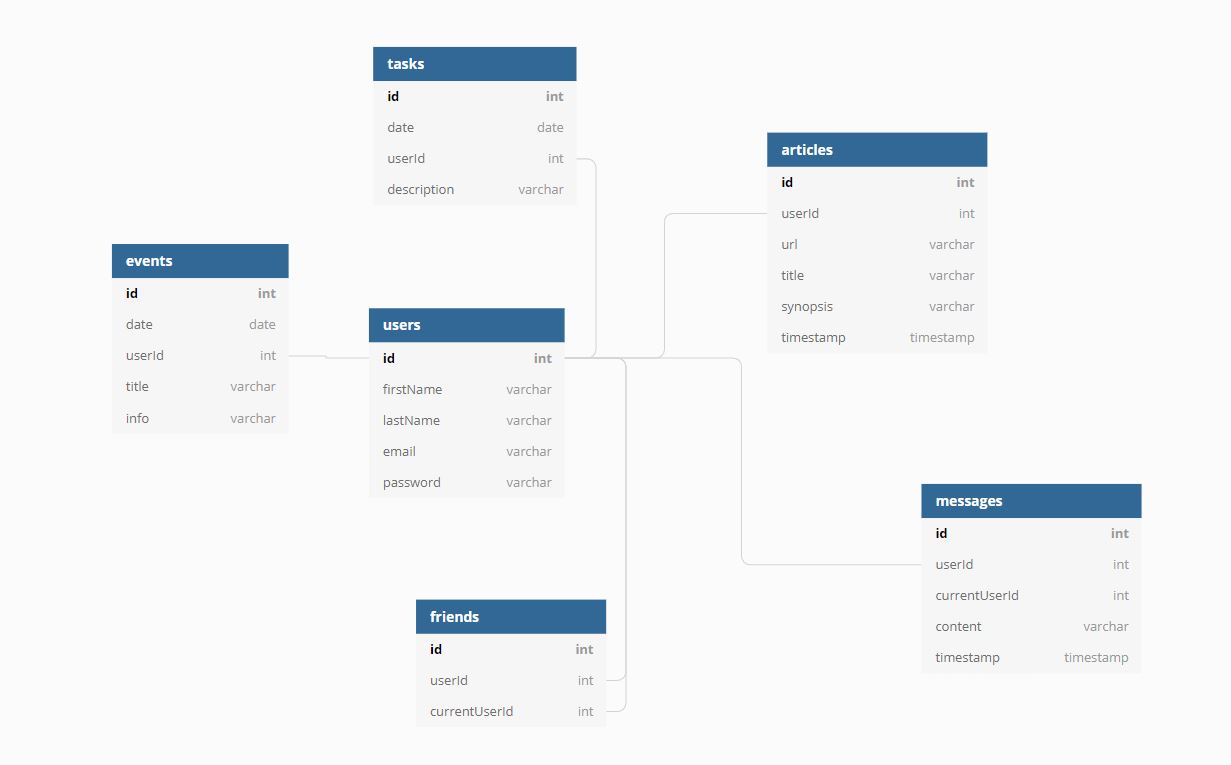 tasks
id int
date date
userId int
description varchar
articles
id int
userId int
url varchar
title varchar
synopsis varchar
timestamp timestamp
events
id int
date date
userId int
title varchar
info varchar
users
id int
firstName varchar
lastName varchar
email varchar
password varchar
messages
id int
userId int
currentUserId int
content varchar
timestamp timestamp
friends
id int
userId int
currentUserId int